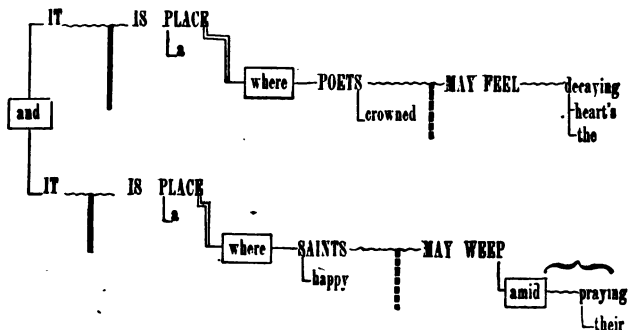 IT IS PLACE
a
where POETS MAY FEEL decaying
crowned heart's
the
and
IT IS PLACE
a
where SAINTS MAY WEEP
happy
amid praying
their